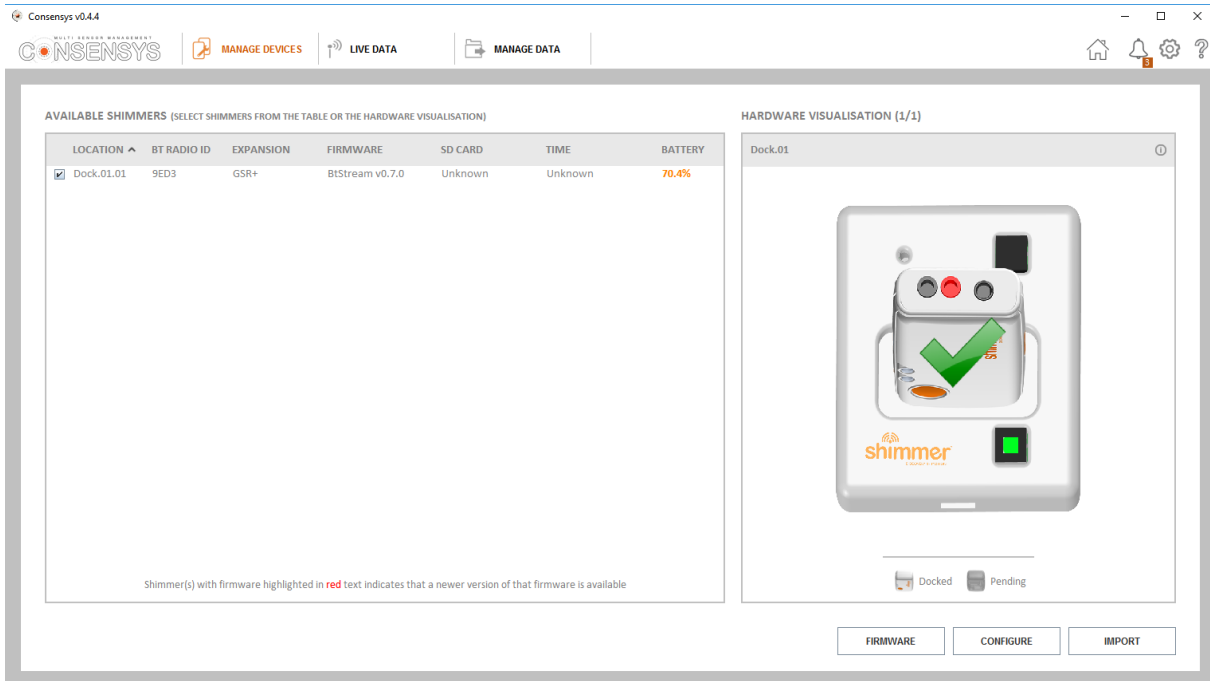 Consensys v0.4.4
MULTI SENSOR MANAGEMENT
CONSENSYS
MANAGE DEVICES
LIVE DATA
MANAGE DATA
3
AVAILABLE SHIMMERS (SELECT SHIMMERS FROM THE TABLE OR THE HARDWARE VISUALISATION)
LOCATION BT RADIO ID EXPANSION FIRMWARE SD CARD TIME BATTERY
Dock.01.01 9ED3 GSR+ BtStream v0.7.0 Unknown Unknown 70.4%
Shimmer(s) with firmware highlighted in red text indicates that a newer version of that firmware is available
HARDWARE VISUALISATION (1/1)
Dock.01
shimmer
Docked Pending
FIRMWARE CONFIGURE IMPORT